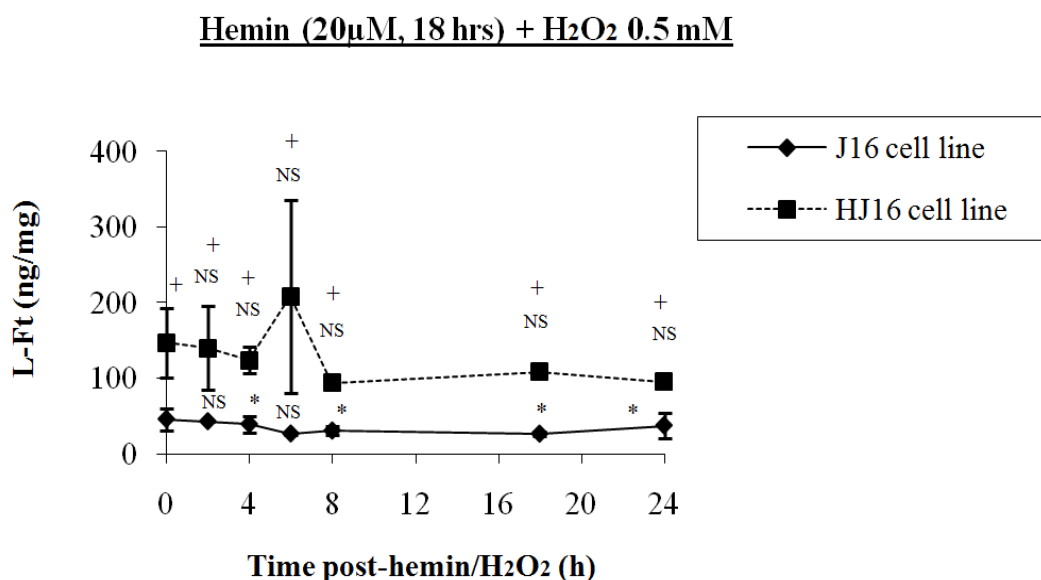 Hemin (20µM, 18 hrs) + H₂O₂ 0.5 mM
J16 cell line
HJ16 cell line
L-Ft (ng/mg)
400
300
200
100
0
+
NS
+
+
NS
+
NS
+
NS
+
NS
+
NS
NS
*
NS
*
*
*
0 4 8 12 16 20 24
Time post-hemin/H₂O₂ (h)